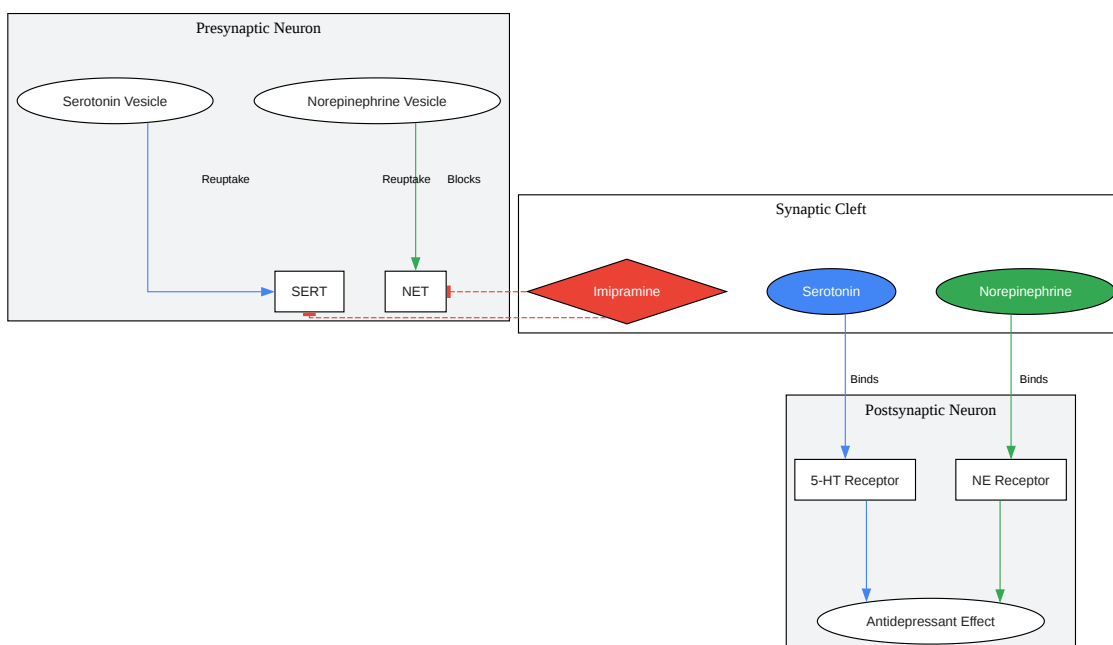 Presynaptic Neuron
Serotonin Vesicle
Norepinephrine Vesicle
Reuptake
Reuptake
Blocks
SERT
NET
Synaptic Cleft
Imipramine
Serotonin
Norepinephrine
Binds
Binds
Postsynaptic Neuron
5-HT Receptor
NE Receptor
Antidepressant Effect